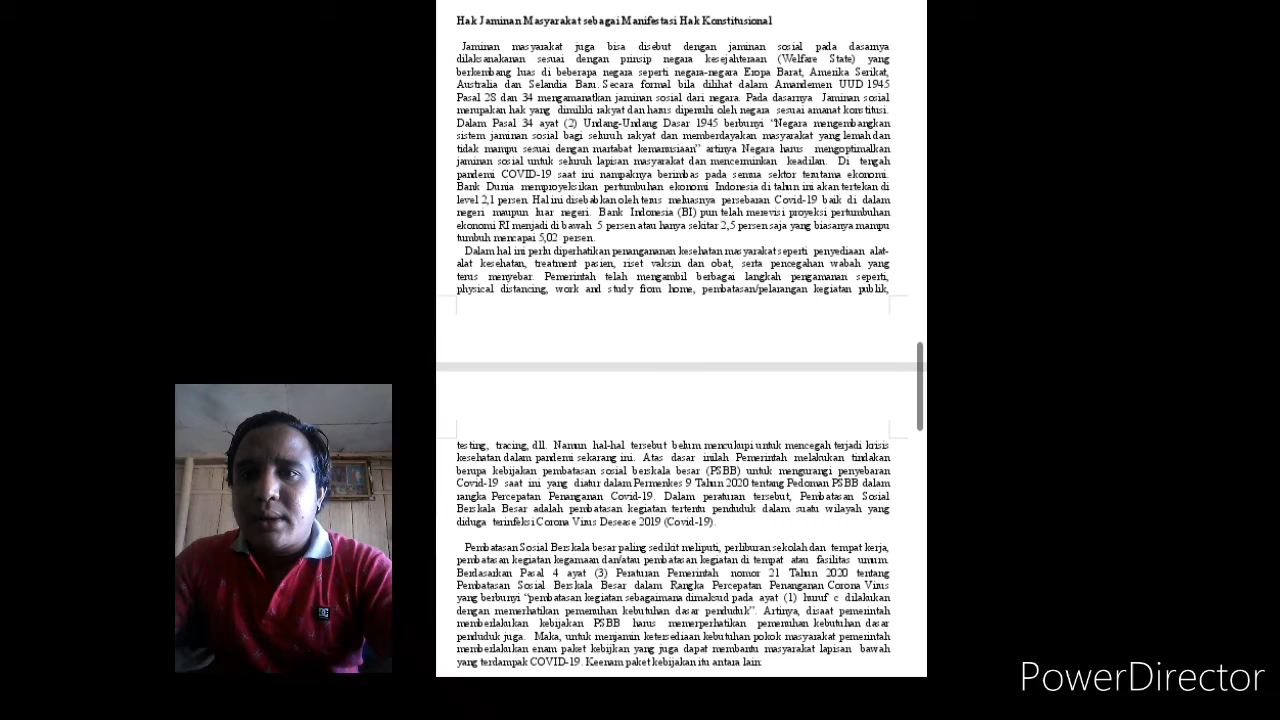 Hak Jaminan Masyarakat sebagai Manifestasi Hak Konstitusional
Jaminan masyarakat juga bisa disebut dengan jaminan sosial pada dasarnya
dilaksanakanan sesuai dengan prinsip negara kesejahteraan (Welfare State) yang
berkembang luas di beberapa negara seperti negara-negara Eropa Barat, Amerika Serikat,
Australia dan Selandia Baru. Secara formal bila dilihat dalam Amandemen UUD 1945
Pasal 28 dan 34 mengamanatkan jaminan sosial dari negara. Pada dasarnya Jaminan sosial
merupakan hak yang dimiliki rakyat dan harus dipenuhi oleh negara sesuai amanat konstitusi.
Dalam Pasal 34 ayat (2) Undang-Undang Dasar 1945 berbunyi “Negara mengembangkan
sistem jaminan sosial bagi seluruh rakyat dan memberdayakan masyarakat yang lemah dan
tidak mampu sesuai dengan martabat kemanusiaan” artinya Negara harus mengoptimalkan
jaminan sosial untuk seluruh lapisan masyarakat dan mencerminkan keadilan. Di tengah
pandemi COVID-19 saat ini nampaknya berimbas pada semua sektor terutama ekonomi.
Bank Dunia memproyeksikan pertumbuhan ekonomi Indonesia di tahun ini akan tertekan di
level 2,1 persen. Hal ini disebabkan oleh terus meluasnya persebaran Covid-19 baik di dalam
negeri maupun luar negeri. Bank Indonesia (BI) pun telah merevisi proyeksi pertumbuhan
ekonomi RI menjadi di bawah 5 persen atau hanya sekitar 2,5 persen saja yang biasanya mampu
tumbuh mencapai 5,02 persen.
Dalam hal ini perlu diperhatikan penangananan kesehatan masyarakat seperti penyediaan alat-
alat kesehatan, treatment pasien, riset vaksin dan obat, serta pencegahan wabah yang
terus menyebar. Pemerintah telah mengambil berbagai langkah pengamanan seperti,
physical distancing, work and study from home, pembatasan/pelarangan kegiatan publik,
testing, tracing, dll. Namun hal-hal tersebut belum mencukupi untuk mencegah terjadi krisis
kesehatan dalam pandemi sekarang ini. Atas dasar inilah Pemerintah melakukan tindakan
berupa kebijakan pembatasan sosial berskala besar (PSBB) untuk mengurangi penyebaran
Covid-19 saat ini yang diatur dalam Permenkes 9 Tahun 2020 tentang Pedoman PSBB dalam
rangka Percepatan Penanganan Covid-19. Dalam peraturan tersebut, Pembatasan Sosial
Berskala Besar adalah pembatasan kegiatan tertentu penduduk dalam suatu wilayah yang
diduga terinfeksi Corona Virus Desease 2019 (Covid-19).
Pembatasan Sosial Berskala besar paling sedikit meliputi, perliburan sekolah dan tempat kerja,
pembatasan kegiatan kegamaan dan/atau pembatasan kegiatan di tempat atau fasilitas umum.
Berdasarkan Pasal 4 ayat (3) Peraturan Pemerintah nomor 21 Tahun 2020 tentang
Pembatasan Sosial Berskala Besar dalam Rangka Percepatan Penanganan Corona Virus
yang berbunyi “pembatasan kegiatan sebagaimana dimaksud pada ayat (1) huruf c dilakukan
dengan memerhatikan pemenuhan kebutuhan dasar penduduk”. Artinya, disaat pemerintah
memberlakukan kebijakan PSBB harus memerperhatikan pemenuhan kebutuhan dasar
penduduk juga. Maka, untuk menjamin ketersediaan kebutuhan pokok masyarakat pemerintah
memberlakukan enam paket kebijkan yang juga dapat membantu masyarakat lapisan bawah
yang terdampak COVID-19. Keenam paket kebijakan itu antara lain:
PowerDirector